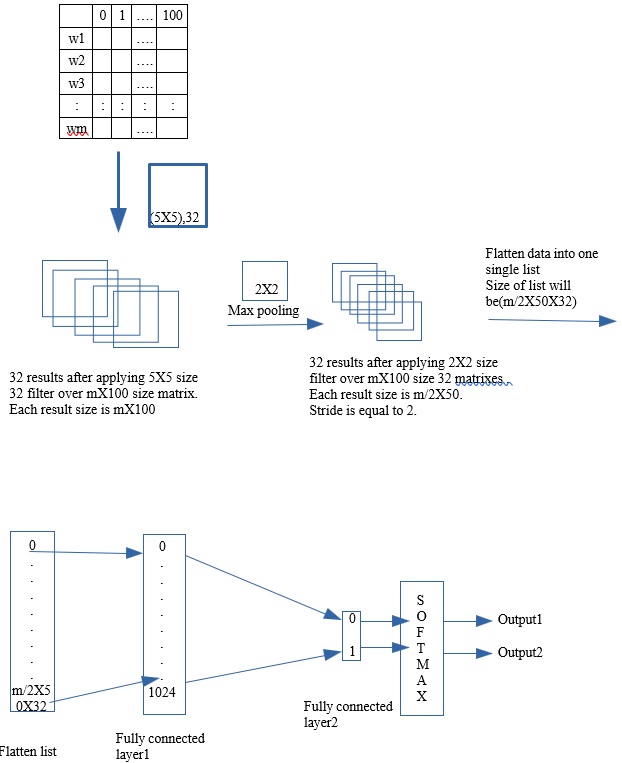 0 1 .... 100
w1 ....
w2 ....
w3 ....
: : : : :
wm ....
(5X5),32
2X2
Max pooling
Flatten data into one
single list
Size of list will
be(m/2X50X32)
32 results after applying 5X5 size
32 filter over mX100 size matrix.
Each result size is mX100
32 results after applying 2X2 size
filter over mX100 size 32 matrixes.
Each result size is m/2X50.
Stride is equal to 2.
0
.
.
.
.
.
.
.
m/2X5
0X32
Flatten list
0
.
.
.
.
.
.
.
1024
Fully connected
layer1
0
1
Fully connected
layer2
S
O
F
T
M
A
X
Output1
Output2